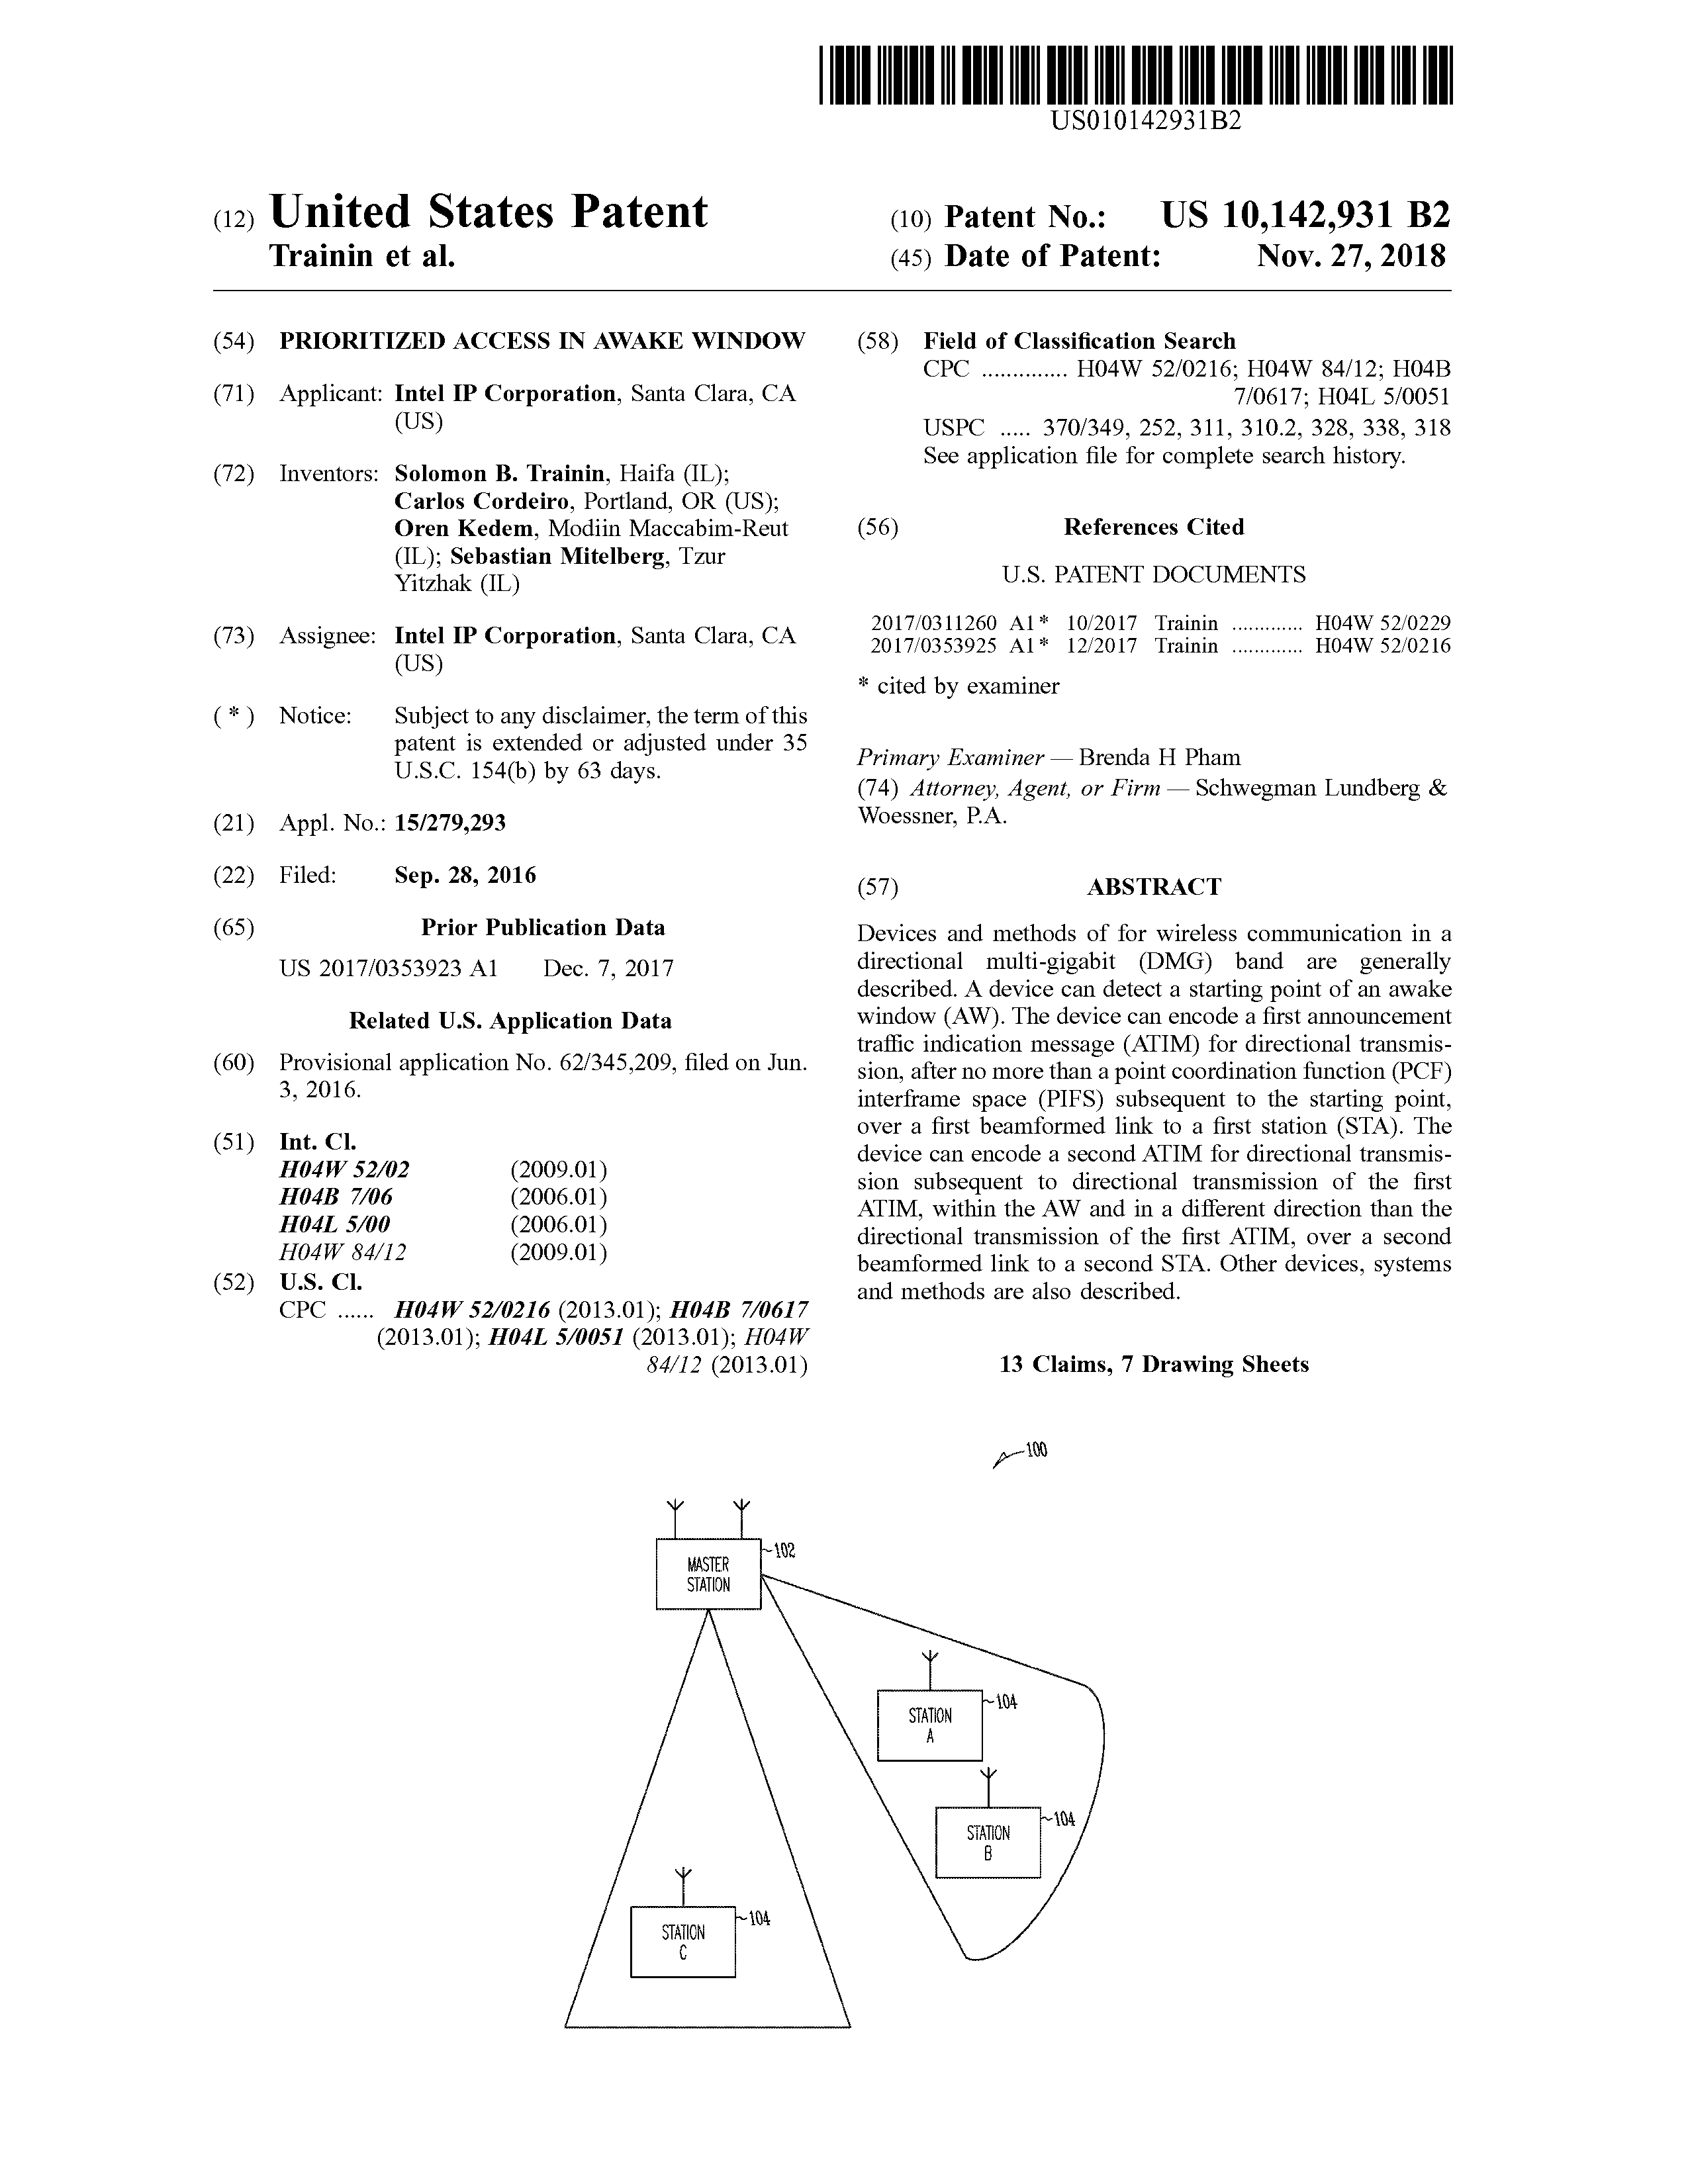 US010142931B2
(12) United States Patent
Trainin et al.
(10) Patent No.: US 10,142,931 B2
(45) Date of Patent: Nov. 27, 2018
(54) PRIORITIZED ACCESS IN AWAKE WINDOW
(71) Applicant: Intel IP Corporation, Santa Clara, CA
(US)
(72) Inventors: Solomon B. Trainin, Haifa (IL);
Carlos Cordeiro, Portland, OR (US);
Oren Kedem, Modiin Maccabim-Reut
(IL); Sebastian Mitelberg, Tzur
Yitzhak (IL)
(73) Assignee: Intel IP Corporation, Santa Clara, CA
(US)
( * ) Notice: Subject to any disclaimer, the term of this
patent is extended or adjusted under 35
U.S.C. 154(b) by 63 days.
(21) Appl. No.: 15/279,293
(22) Filed: Sep. 28, 2016
(65) Prior Publication Data
US 2017/0353923 A1 Dec. 7, 2017
Related U.S. Application Data
(60) Provisional application No. 62/345,209, filed on Jun.
3, 2016.
(51) Int. Cl.
H04W 52/02 (2009.01)
H04B 7/06 (2006.01)
H04L 5/00 (2006.01)
H04W 84/12 (2009.01)
(52) U.S. Cl.
CPC ...... H04W 52/0216 (2013.01); H04B 7/0617
(2013.01); H04L 5/0051 (2013.01); H04W
84/12 (2013.01)
(58) Field of Classification Search
CPC .............. H04W 52/0216; H04W 84/12; H04B
7/0617; H04L 5/0051
USPC ..... 370/349, 252, 311, 310.2, 328, 338, 318
See application file for complete search history.
(56) References Cited
U.S. PATENT DOCUMENTS
2017/0311260 A1* 10/2017 Trainin ............. H04W 52/0229
2017/0353925 A1* 12/2017 Trainin ............. H04W 52/0216
* cited by examiner
Primary Examiner — Brenda H Pham
(74) Attorney, Agent, or Firm — Schwegman Lundberg &
Woessner, P.A.
(57) ABSTRACT
Devices and methods of for wireless communication in a
directional multi-gigabit (DMG) band are generally
described. A device can detect a starting point of an awake
window (AW). The device can encode a first announcement
traffic indication message (ATIM) for directional transmis-
sion, after no more than a point coordination function (PCF)
interframe space (PIFS) subsequent to the starting point,
over a first beamformed link to a first station (STA). The
device can encode a second ATIM for directional transmis-
sion subsequent to directional transmission of the first
ATIM, within the AW and in a different direction than the
directional transmission of the first ATIM, over a second
beamformed link to a second STA. Other devices, systems
and methods are also described.
13 Claims, 7 Drawing Sheets
100
102
MASTER
STATION
104
STATION
A
104
STATION
B
104
STATION
C